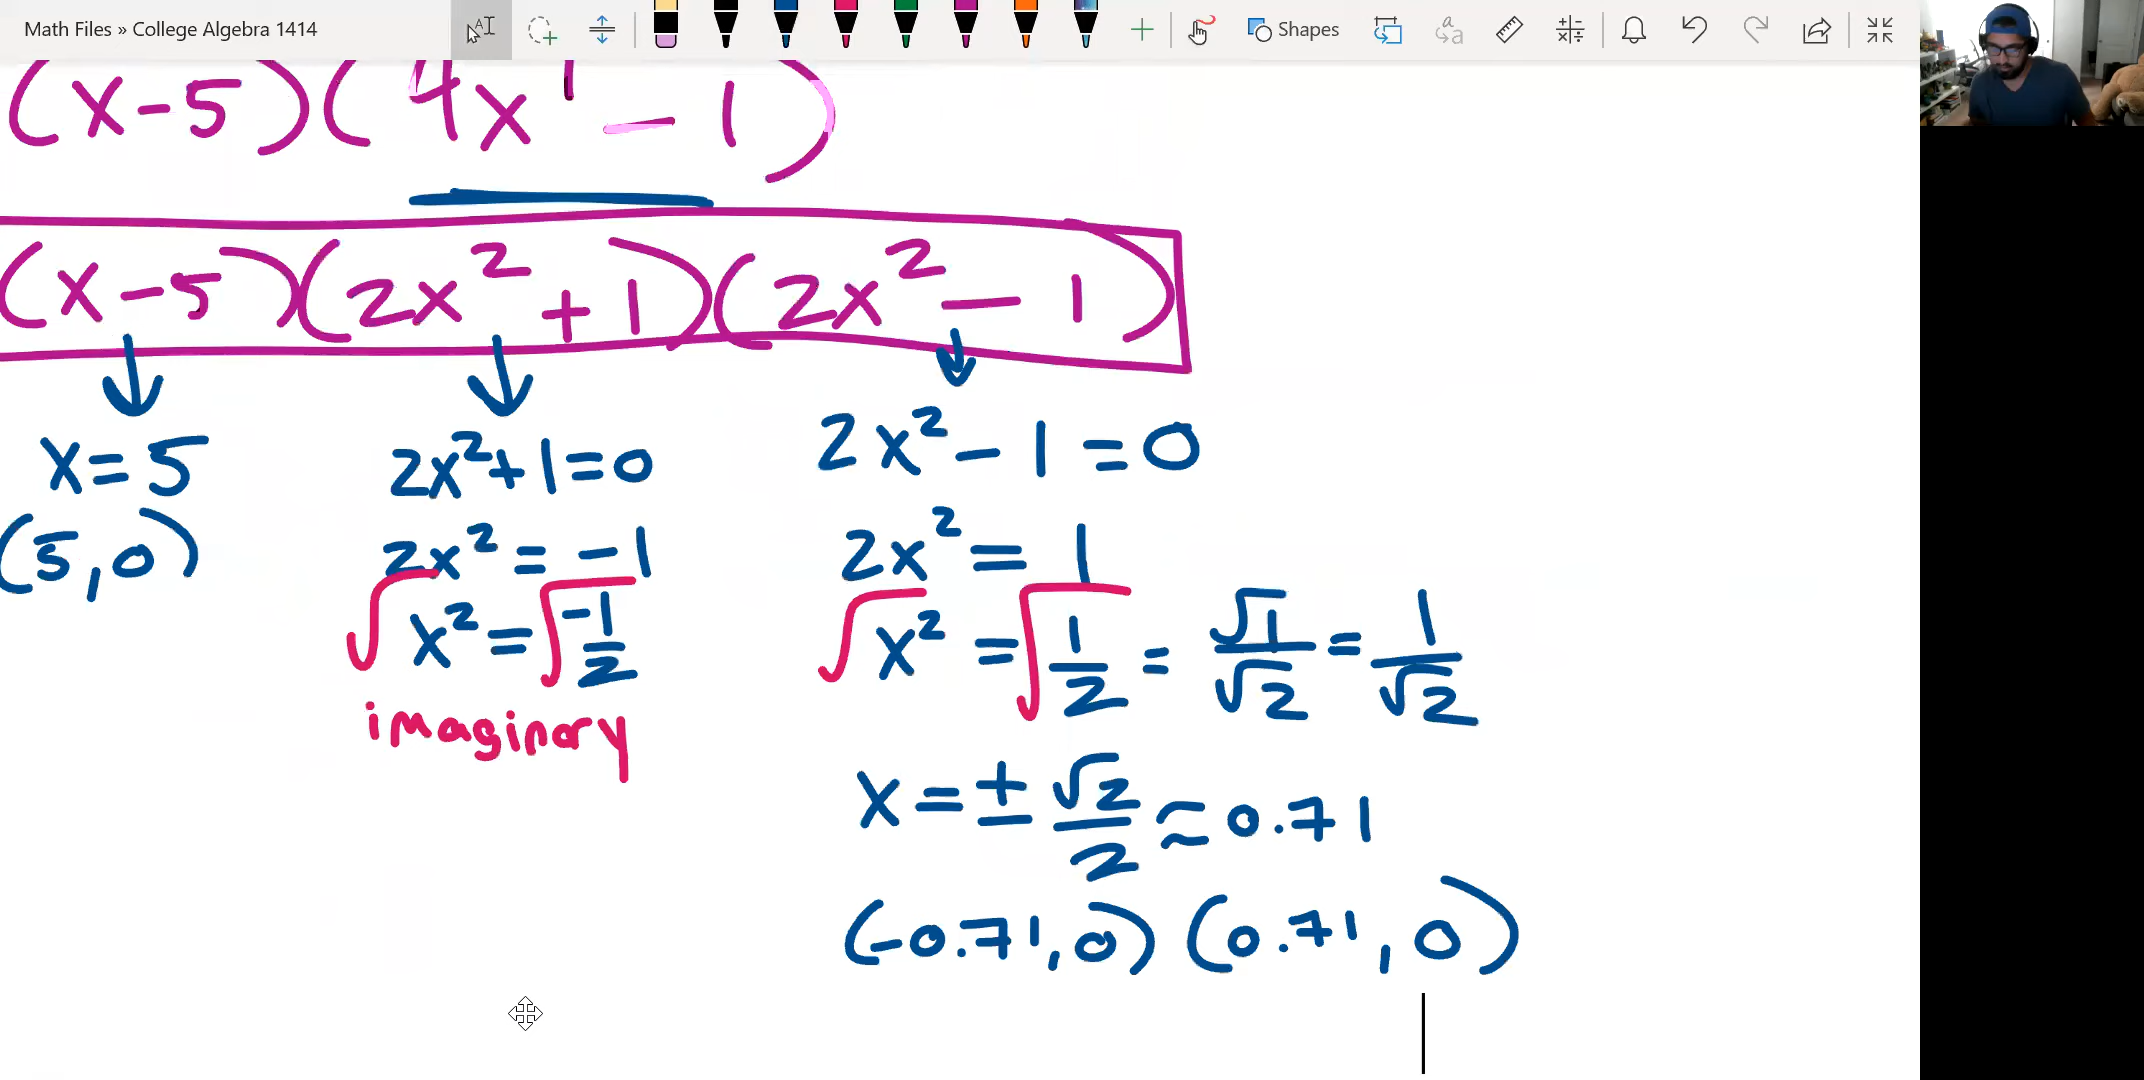 Math Files » College Algebra 1414
Shapes
(x-5)(4x - 1)
(x-5)(2x² + 1)(2x² - 1)
x = 5
(5,0)
2x²+1=0
2x² = -1
√x² = √-1/2
imaginary
2x² - 1 = 0
2x² = 1
√x² = √1/2 = √1/√2 = 1/√2
x = ± √2/2 ≈ 0.71
(-0.71,0) (0.71,0)